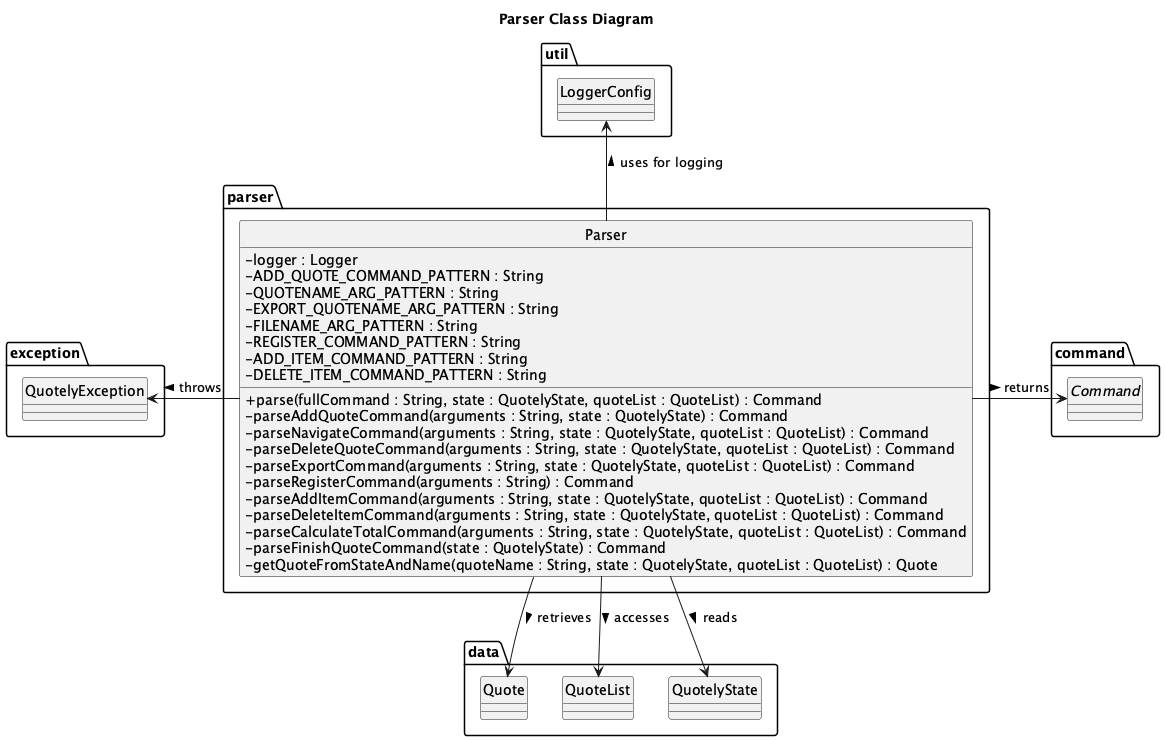 Parser Class Diagram
util
LoggerConfig
uses for logging
parser
Parser
-logger : Logger
-ADD_QUOTE_COMMAND_PATTERN : String
-QUOTENAME_ARG_PATTERN : String
-EXPORT_QUOTENAME_ARG_PATTERN : String
-FILENAME_ARG_PATTERN : String
-REGISTER_COMMAND_PATTERN : String
-ADD_ITEM_COMMAND_PATTERN : String
-DELETE_ITEM_COMMAND_PATTERN : String
+parse(fullCommand : String, state : QuotelyState, quoteList : QuoteList) : Command
-parseAddQuoteCommand(arguments : String, state : QuotelyState) : Command
-parseNavigateCommand(arguments : String, state : QuotelyState, quoteList : QuoteList) : Command
-parseDeleteQuoteCommand(arguments : String, state : QuotelyState, quoteList : QuoteList) : Command
-parseExportCommand(arguments : String, state : QuotelyState, quoteList : QuoteList) : Command
-parseRegisterCommand(arguments : String) : Command
-parseAddItemCommand(arguments : String, state : QuotelyState, quoteList : QuoteList) : Command
-parseDeleteItemCommand(arguments : String, state : QuotelyState, quoteList : QuoteList) : Command
-parseCalculateTotalCommand(arguments : String, state : QuotelyState, quoteList : QuoteList) : Command
-parseFinishQuoteCommand(state : QuotelyState) : Command
-getQuoteFromStateAndName(quoteName : String, state : QuotelyState, quoteList : QuoteList) : Quote
exception
QuotelyException
throws
command
Command
returns
retrieves
accesses
reads
data
Quote
QuoteList
QuotelyState